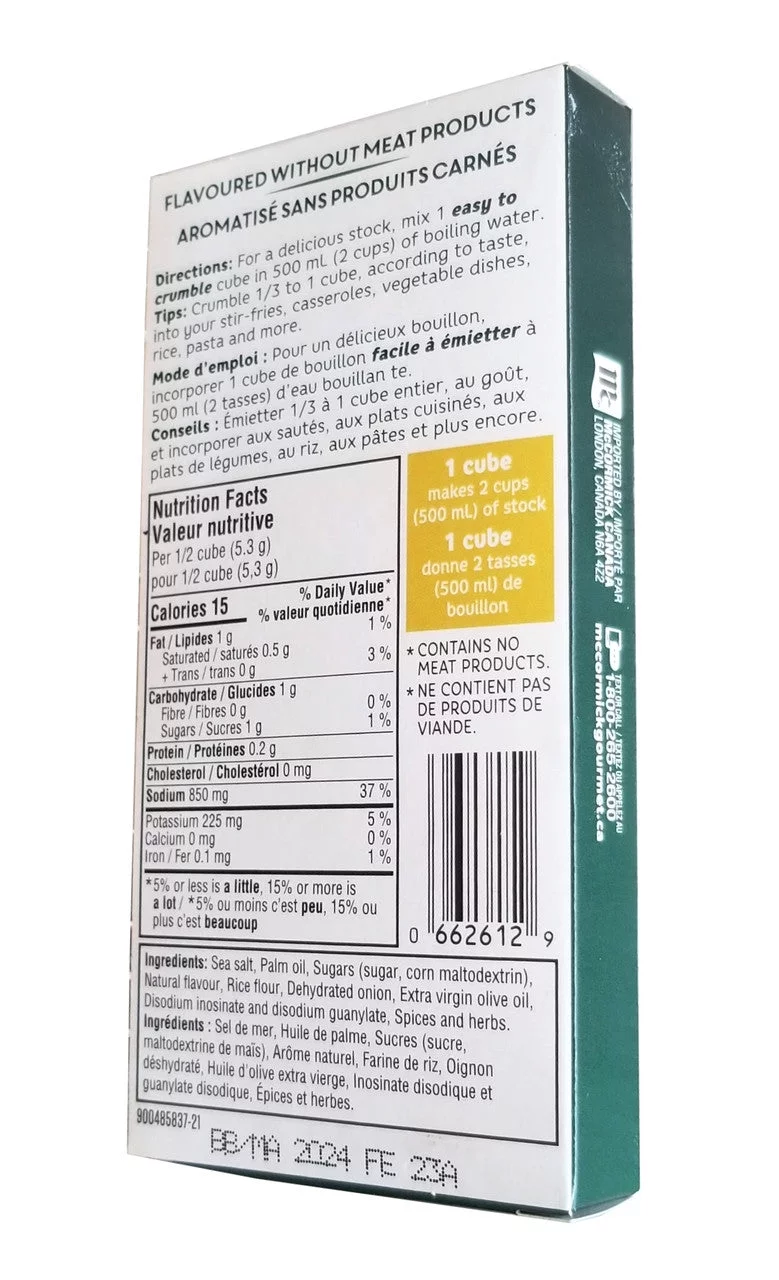 FLAVOURED WITHOUT MEAT PRODUCTS
AROMATISÉ SANS PRODUITS CARNÉS
Directions: For a delicious stock, mix 1 easy to
crumble cube in 500 mL (2 cups) of boiling water.
Tips: Crumble 1/3 to 1 cube, according to taste,
into your stir-fries, casseroles, vegetable dishes,
rice, pasta and more.
Mode d'emploi : Pour un délicieux bouillon,
incorporer 1 cube de bouillon facile à émietter à
500 ml (2 tasses) d'eau bouillan te.
Conseils : Émietter 1/3 à 1 cube entier, au goût,
et incorporer aux sautés, aux plats cuisinés, aux
plats de légumes, au riz, aux pâtes et plus encore.
Nutrition Facts
Valeur nutritive
Per 1/2 cube (5.3 g)
pour 1/2 cube (5,3 g)
Calories 15
% Daily Value*
% valeur quotidienne*
Fat / Lipides 1 g 1 %
Saturated / saturés 0.5 g
+ Trans / trans 0 g 3 %
Carbohydrate / Glucides 1 g
Fibre / Fibres 0 g 0 %
Sugars / Sucres 1 g 1 %
Protein / Protéines 0.2 g
Cholesterol / Cholestérol 0 mg
Sodium 850 mg 37 %
Potassium 225 mg 5 %
Calcium 0 mg 0 %
Iron / Fer 0.1 mg 1 %
*5% or less is a little, 15% or more is
a lot / *5% ou moins c'est peu, 15% ou
plus c'est beaucoup
1 cube
makes 2 cups
(500 mL) of stock
1 cube
donne 2 tasses
(500 ml) de
bouillon
* CONTAINS NO
MEAT PRODUCTS.
* NE CONTIENT PAS
DE PRODUITS DE
VIANDE.
0 662612 9
Ingredients: Sea salt, Palm oil, Sugars (sugar, corn maltodextrin),
Natural flavour, Rice flour, Dehydrated onion, Extra virgin olive oil,
Disodium inosinate and disodium guanylate, Spices and herbs.
Ingrédients : Sel de mer, Huile de palme, Sucres (sucre,
maltodextrine de maïs), Arôme naturel, Farine de riz, Oignon
déshydraté, Huile d'olive extra vierge, Inosinate disodique et
guanylate disodique, Épices et herbes.
900485837-21
BB/MA 2024 FE 23A
Mc
IMPORTED BY / IMPORTÉ PAR
McCORMICK CANADA
LONDON, CANADA N6A 4Z2
TEXT OR CALL / TEXTEZ OU APPELEZ AU
1-800-265-2600
mccormickgourmet.ca